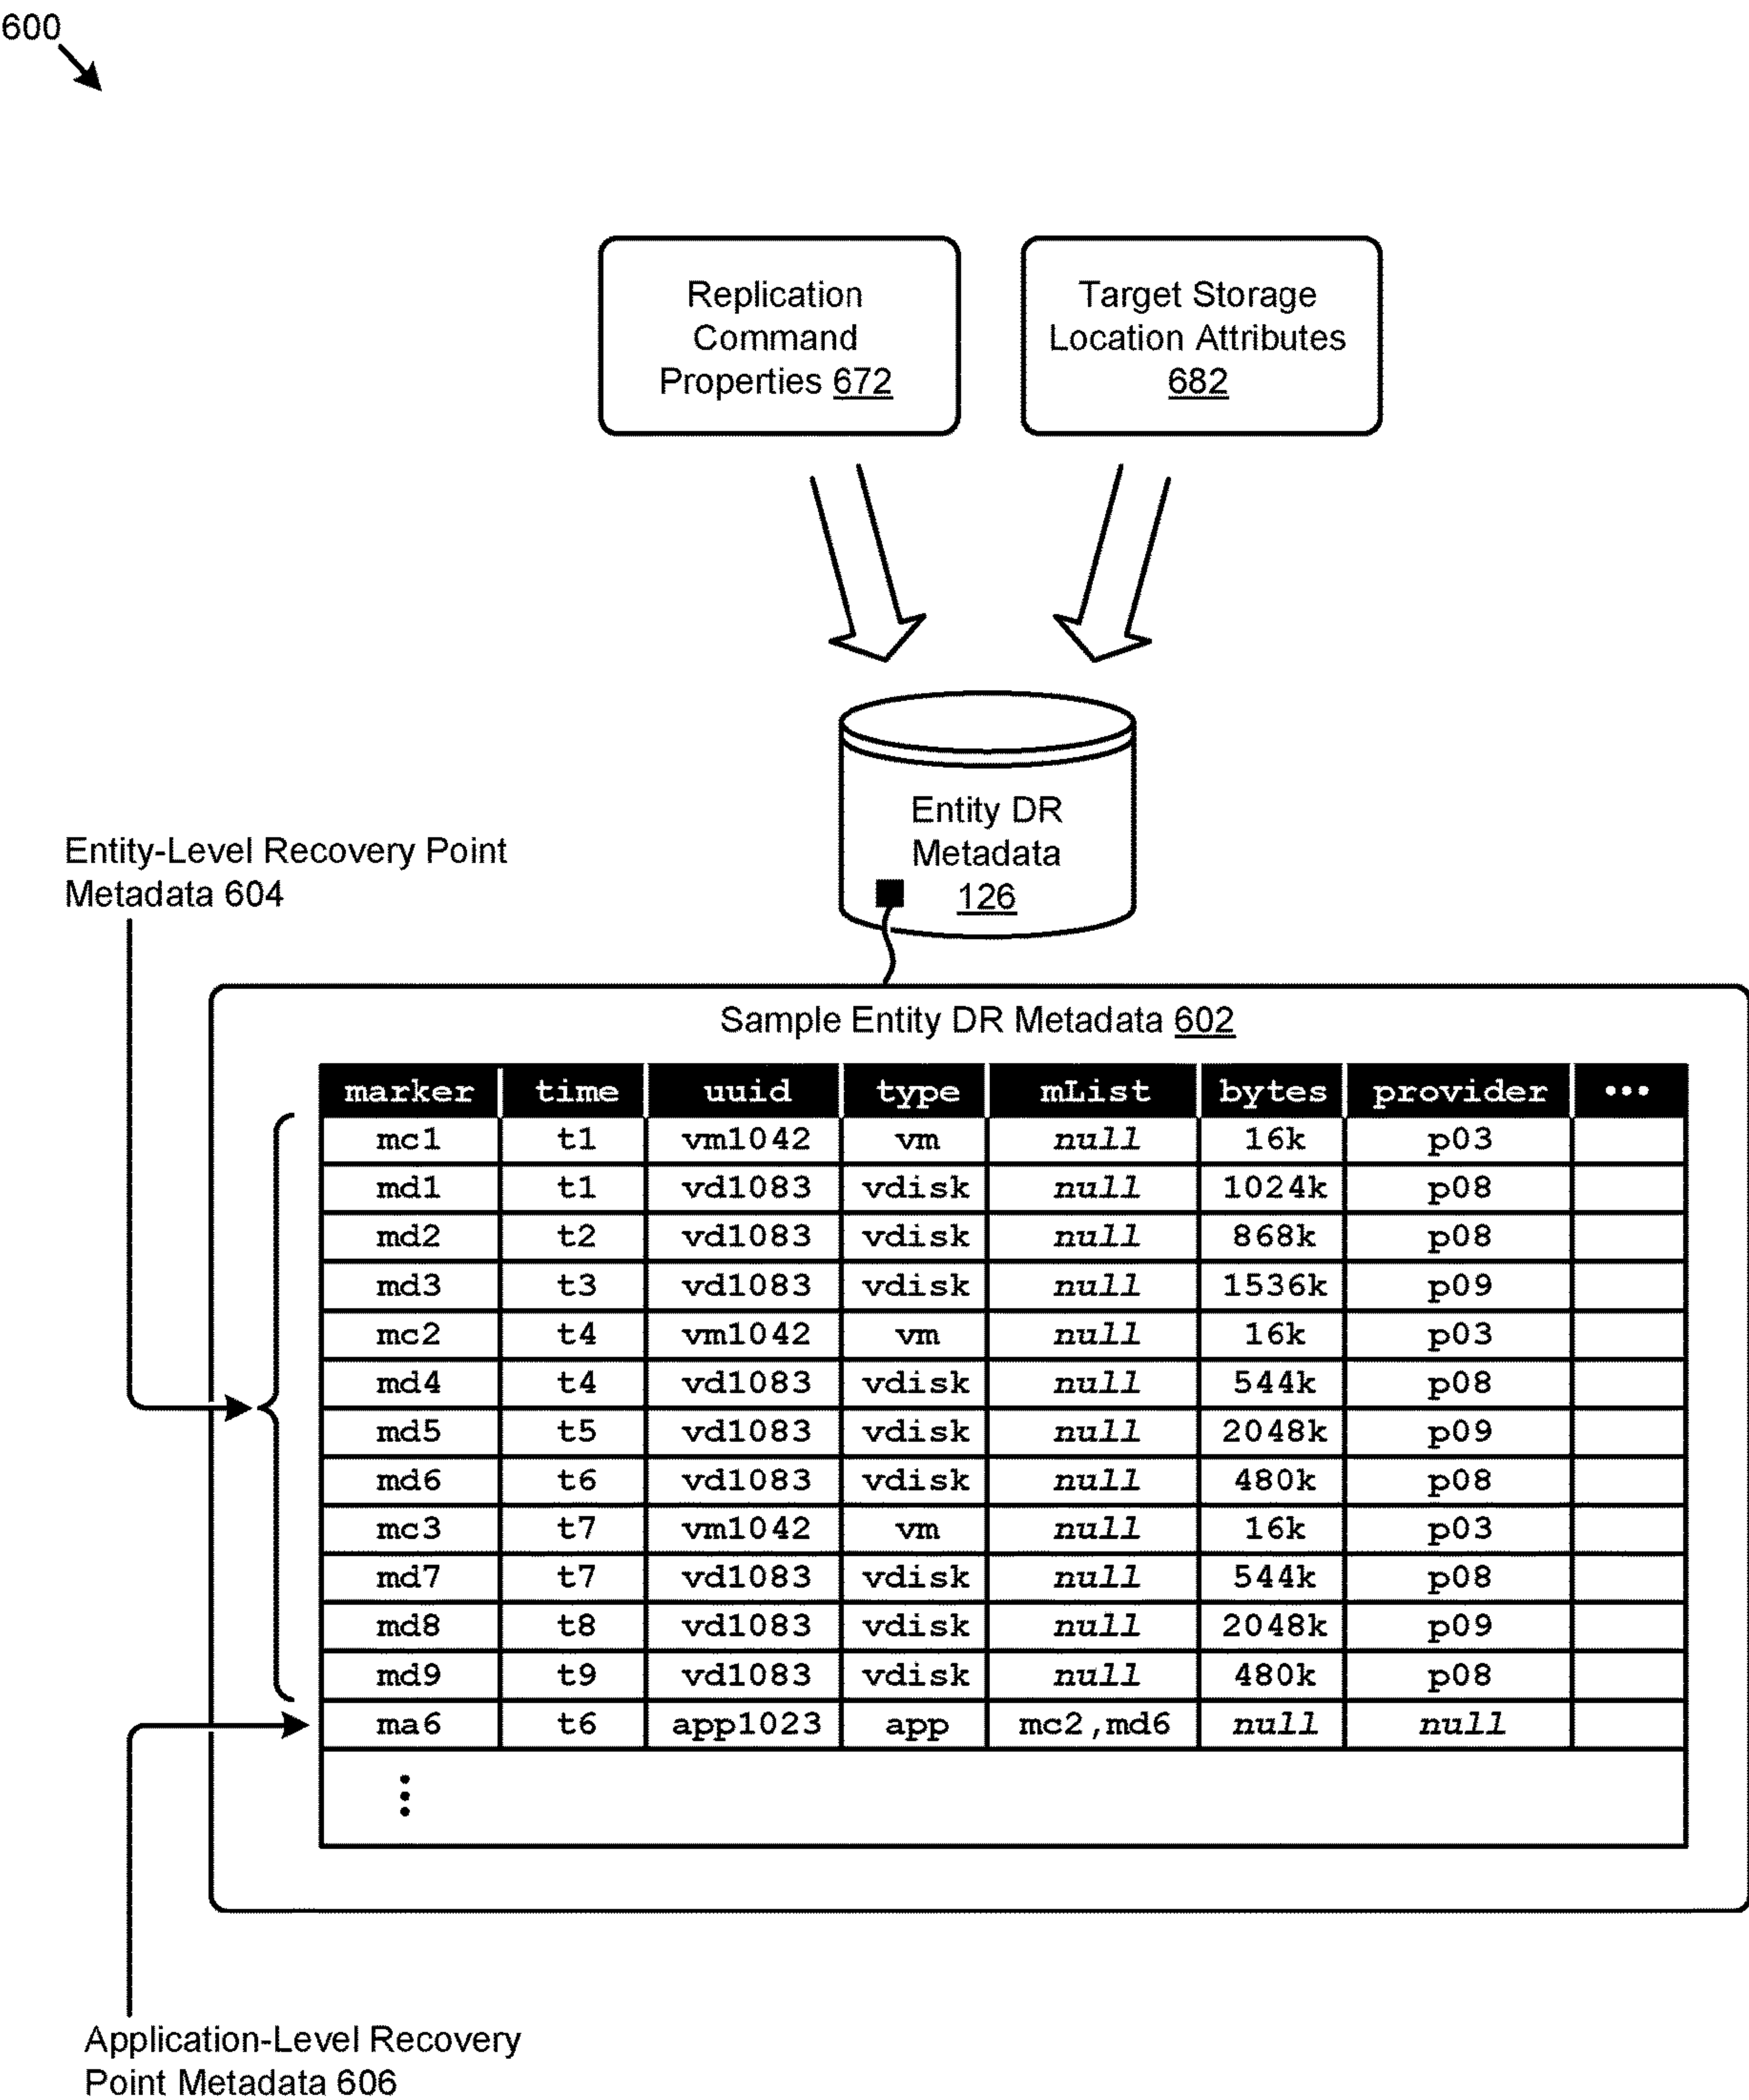 600
Replication
Command
Properties 672
Target Storage
Location Attributes
682
Entity DR
Metadata
126
Entity-Level Recovery Point
Metadata 604
Sample Entity DR Metadata 602
marker time uuid type mList bytes provider •••
mc1 t1 vm1042 vm null 16k p03
md1 t1 vd1083 vdisk null 1024k p08
md2 t2 vd1083 vdisk null 868k p08
md3 t3 vd1083 vdisk null 1536k p09
mc2 t4 vm1042 vm null 16k p03
md4 t4 vd1083 vdisk null 544k p08
md5 t5 vd1083 vdisk null 2048k p09
md6 t6 vd1083 vdisk null 480k p08
mc3 t7 vm1042 vm null 16k p03
md7 t7 vd1083 vdisk null 544k p08
md8 t8 vd1083 vdisk null 2048k p09
md9 t9 vd1083 vdisk null 480k p08
ma6 t6 app1023 app mc2,md6 null null
⋮
Application-Level Recovery
Point Metadata 606